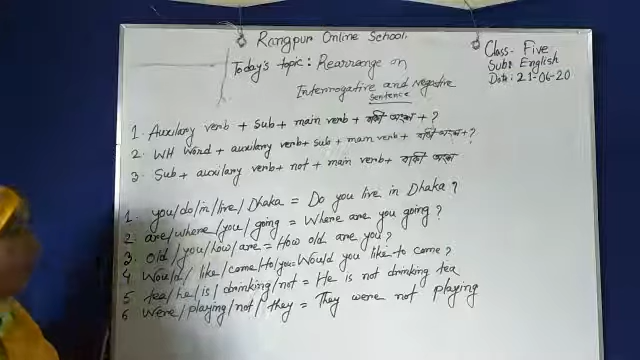 Rangpur Online School.
Class- Five
Sub: English
Date: 21-06-20
Today's topic: Rearrange on
Interrogative and Negative
Sentence
1. Auxilary verb + sub + main verb + বাকী অংশ + ?
2. WH Word + auxilary verb + sub + main verb + বাকী অংশ + ?
3. Sub + auxilary verb + not + main verb + বাকী অংশ
1. you/do/in/live/Dhaka = Do you live in Dhaka?
2. are/where/you/going = Where are you going?
3. Old/you/how/are = How old are you?
4 Would/like/come/to/you = Would you like to come?
5 tea/he/is/drinking/not = He is not drinking tea
6 Were/playing/not/they = They were not playing